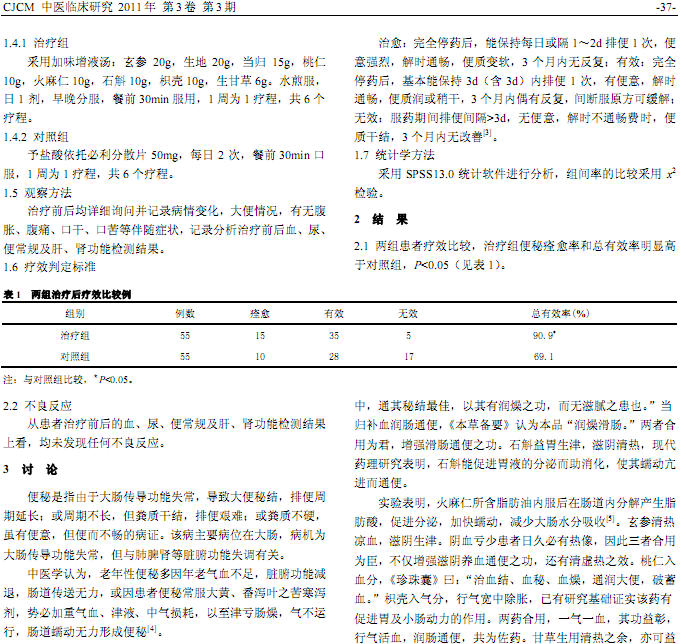 CJCM 中医临床研究 2011 年 第 3 卷 第 3 期
-37-
1.4.1 治疗组
采用加味增液汤：玄参 20g，生地 20g，当归 15g，桃仁
10g，火麻仁 10g，石斛 10g，枳壳 10g，生甘草 6g。水煎服，
日 1 剂，早晚分服，餐前 30min 服用，1 周为 1 疗程，共 6 个
疗程。
1.4.2 对照组
予盐酸依托必利分散片 50mg，每日 2 次，餐前 30min 口
服，1 周为 1 疗程，共 6 个疗程。
1.5 观察方法
治疗前后均详细询问并记录病情变化，大便情况，有无腹
胀、腹痛、口干、口苦等伴随症状，记录分析治疗前后血、尿、
便常规及肝、肾功能检测结果。
1.6 疗效判定标准
治愈：完全停药后，能保持每日或隔 1～2d 排便 1 次，便
意强烈，解时通畅，便质变软，3 个月内无反复；有效：完全
停药后，基本能保持 3d（含 3d）内排便 1 次，有便意，解时
通畅，便质润或稍干，3 个月内偶有反复，间断服原方可缓解；
无效：服药期间排便间隔>3d，无便意，解时不通畅费时，便
质干结，3 个月内无改善[3]。
1.7 统计学方法
采用 SPSS13.0 统计软件进行分析，组间率的比较采用 x²
检验。
2 结 果
2.1 两组患者疗效比较，治疗组便秘痊愈率和总有效率明显高
于对照组，P<0.05（见表 1）。
表 1 两组治疗后疗效比较例
组别 例数 痊愈 有效 无效 总有效率(%)
治疗组 55 15 35 5 90.9*
对照组 55 10 28 17 69.1
注：与对照组比较，*P<0.05。
2.2 不良反应
从患者治疗前后的血、尿、便常规及肝、肾功能检测结果
上看，均未发现任何不良反应。
3 讨 论
便秘是指由于大肠传导功能失常，导致大便秘结，排便周
期延长；或周期不长，但粪质干结，排便艰难；或粪质不硬，
虽有便意，但便而不畅的病证。该病主要病位在大肠，病机为
大肠传导功能失常，但与肺脾肾等脏腑功能失调有关。
中医学认为，老年性便秘多因年老气血不足，脏腑功能减
退，肠道传送无力，或因患者便秘常服大黄、番泻叶之苦寒泻
剂，势必加重气血、津液、中气损耗，以至津亏肠燥，气不运
行，肠道蠕动无力形成便秘[4]。
中，通其秘结最佳，以其有润燥之功，而无滋腻之患也。”当
归补血润肠通便，《本草备要》认为本品“润燥滑肠。”两者合
用为君，增强滑肠通便之功。石斛益胃生津，滋阴清热，现代
药理研究表明，石斛能促进胃液的分泌而助消化，使其蠕动亢
进而通便。
实验表明，火麻仁所含脂肪油内服后在肠道内分解产生脂
肪酸，促进分泌，加快蠕动，减少大肠水分吸收[5]。玄参清热
凉血，滋阴生津。阴血亏少患者日久必有热像，因此三者合用
为臣，不仅增强滋阴养血通便之功，还有清虚热之效。桃仁入
血分，《珍珠囊》曰：“治血结、血秘、血燥，通润大便，破蓄
血。”枳壳入气分，行气宽中除胀，已有研究基础证实该药有
促进胃及小肠动力的作用。两药合用，一气一血，其功益彰，
行气活血，润肠通便，共为佐药。甘草生用清热之余，亦可益